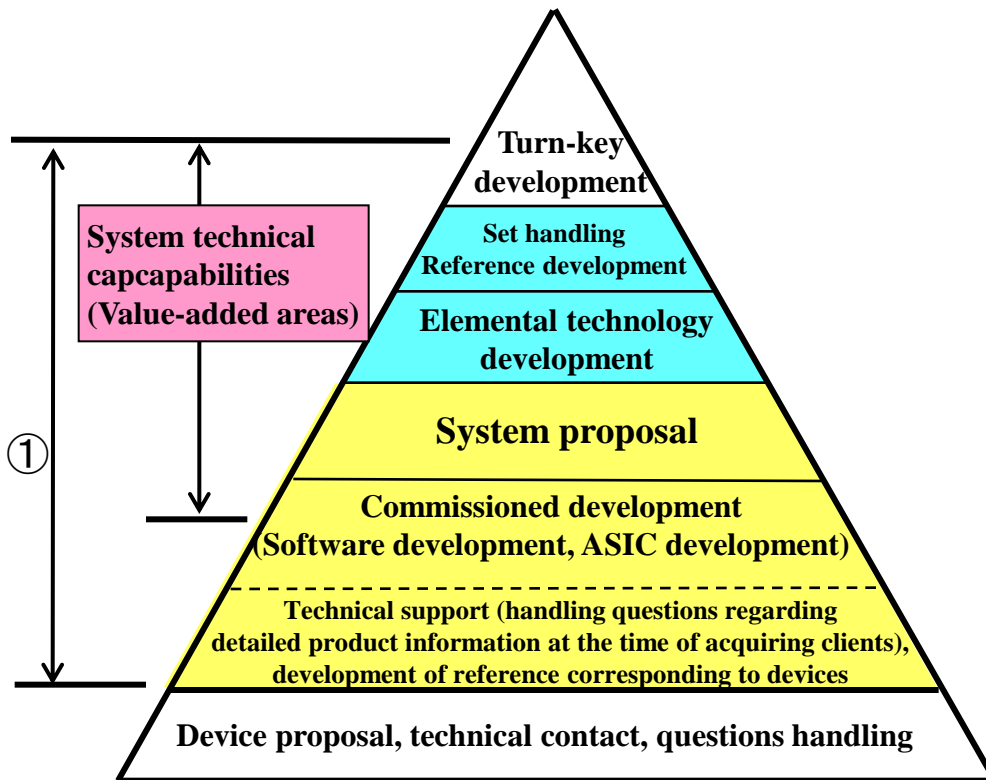 Turn-key
development
System technical
capcapabilities
(Value-added areas)
Set handling
Reference development
Elemental technology
development
①
System proposal
Commissioned development
(Software development, ASIC development)
Technical support (handling questions regarding
detailed product information at the time of acquiring clients),
development of reference corresponding to devices
Device proposal, technical contact, questions handling